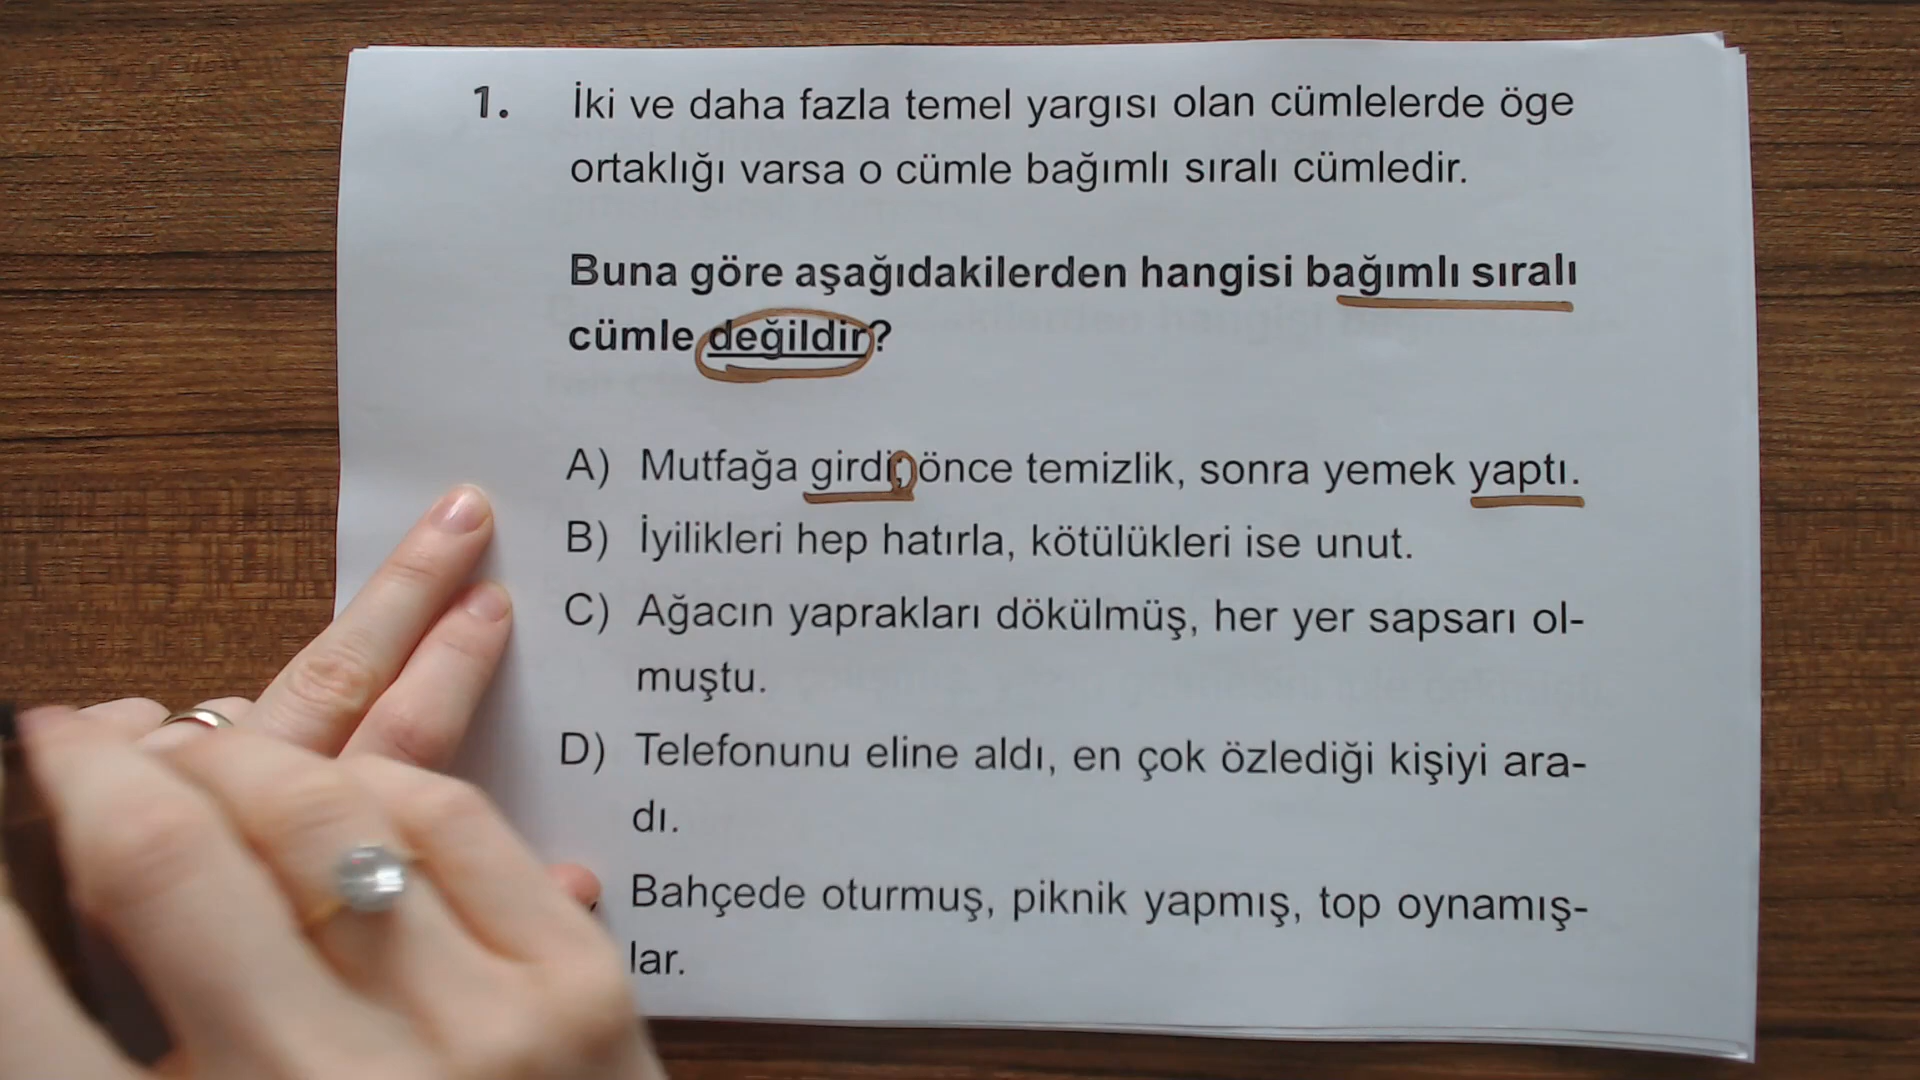 1. İki ve daha fazla temel yargısı olan cümlelerde öge
ortaklığı varsa o cümle bağımlı sıralı cümledir.
Buna göre aşağıdakilerden hangisi bağımlı sıralı
cümle değildir?
A) Mutfağa girdi; önce temizlik, sonra yemek yaptı.
B) İyilikleri hep hatırla, kötülükleri ise unut.
C) Ağacın yaprakları dökülmüş, her yer sapsarı ol-
muştu.
D) Telefonunu eline aldı, en çok özlediği kişiyi ara-
dı.
Bahçede oturmuş, piknik yapmış, top oynamış-
lar.